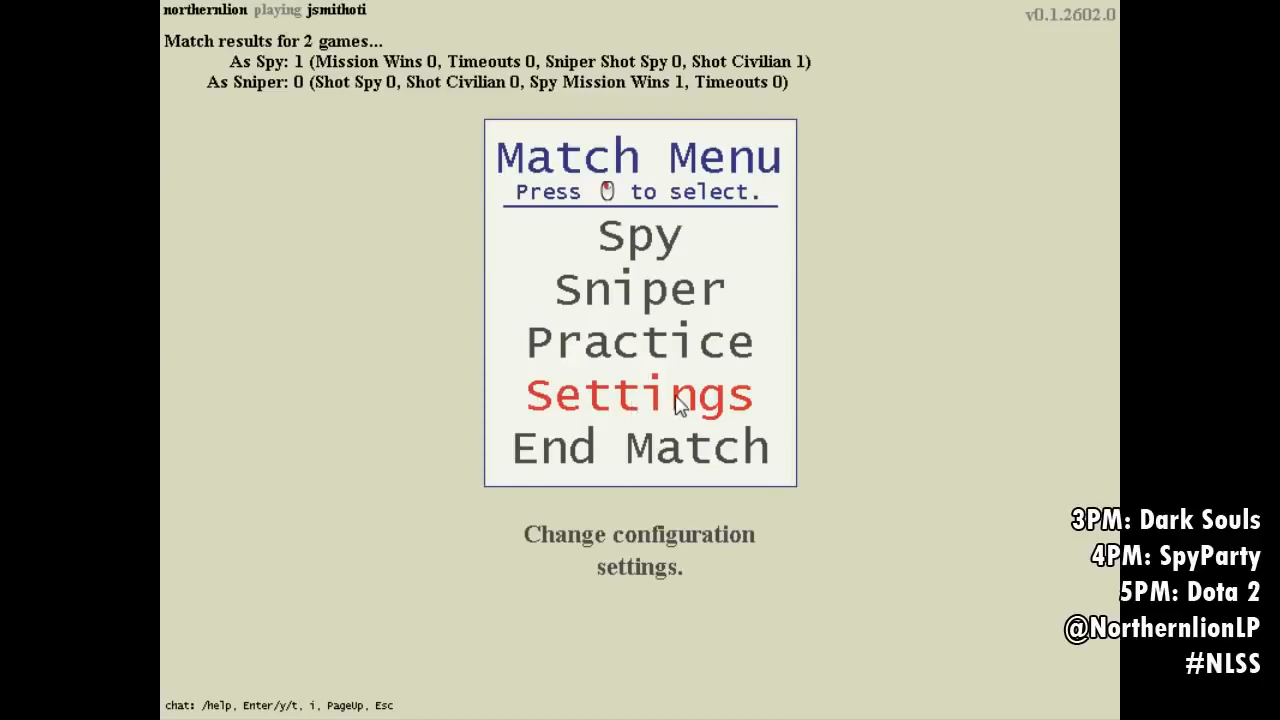 northernlion playing jsmithoti
v0.1.2602.0
Match results for 2 games...
As Spy: 1 (Mission Wins 0, Timeouts 0, Sniper Shot Spy 0, Shot Civilian 1)
As Sniper: 0 (Shot Spy 0, Shot Civilian 0, Spy Mission Wins 1, Timeouts 0)
Match Menu
Press to select.
Spy
Sniper
Practice
Settings
End Match
Change configuration
settings.
3PM: Dark Souls
4PM: SpyParty
5PM: Dota 2
@NorthernlionLP
#NLSS
chat: /help, Enter/y/t, i, PageUp, Esc